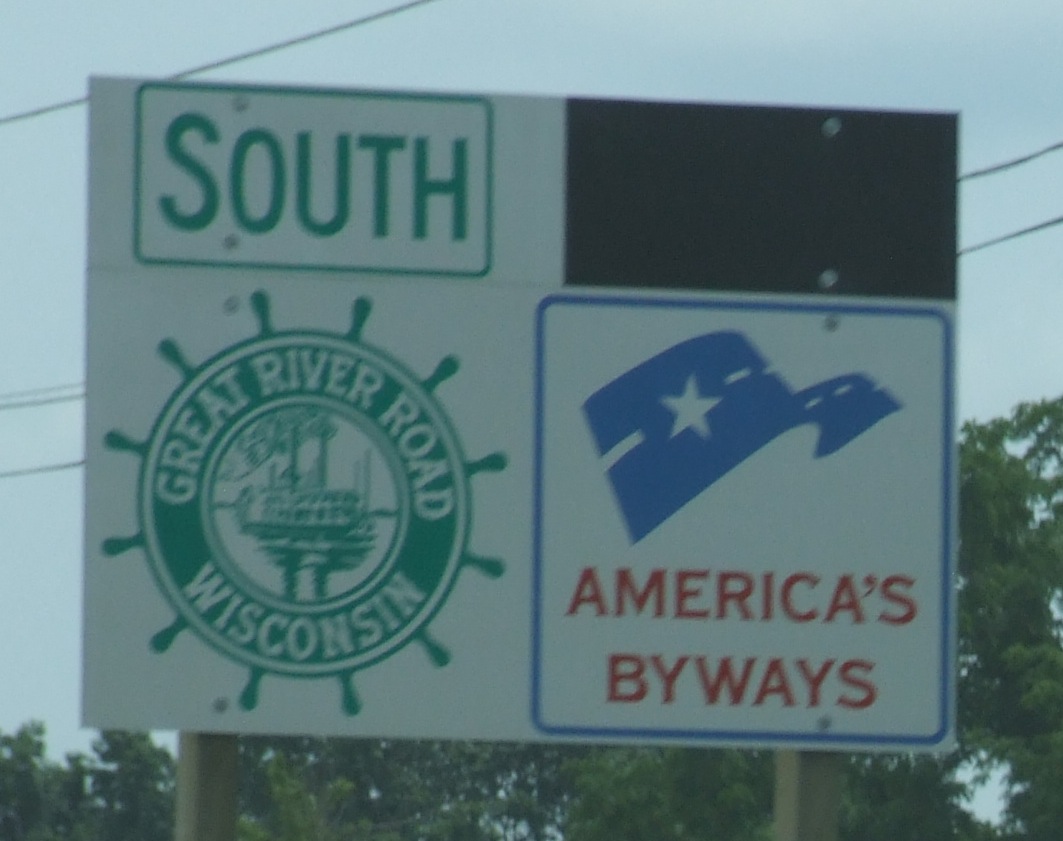 SOUTH
GREAT RIVER ROAD
WISCONSIN
AMERICA'S
BYWAYS